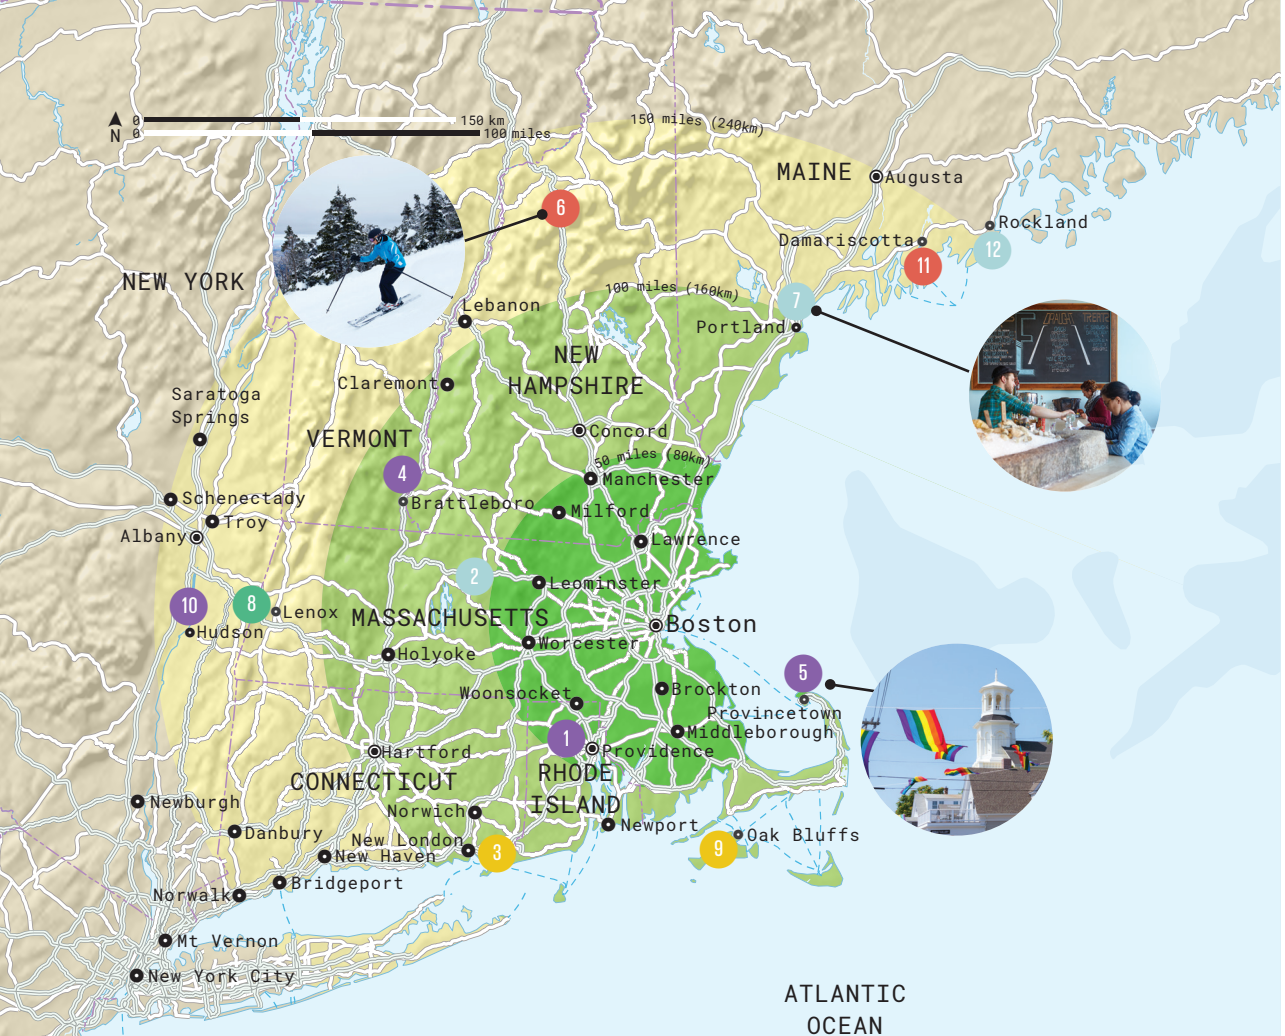 150 miles (240km)
0 150 km
N 0 100 miles
MAINE
Augusta
6
Rockland
Damariscotta
12
11
NEW YORK
100 miles (160km)
7
Lebanon
Portland
NEW
HAMPSHIRE
Claremont
Saratoga
Springs
VERMONT
Concord
50 miles (80km)
4
Manchester
Schenectady
Brattleboro
Milford
Troy
Albany
Lawrence
2
Leominster
10
8
Lenox
MASSACHUSETTS
Boston
Hudson
Worcester
Holyoke
5
Woonsocket
Brockton
Provincetown
Middleborough
1
Hartford
Providence
CONNECTICUT
RHODE
ISLAND
Newburgh
Norwich
Newport
Danbury
New London
Oak Bluffs
3
9
New Haven
Bridgeport
Norwalk
Mt Vernon
New York City
ATLANTIC
OCEAN